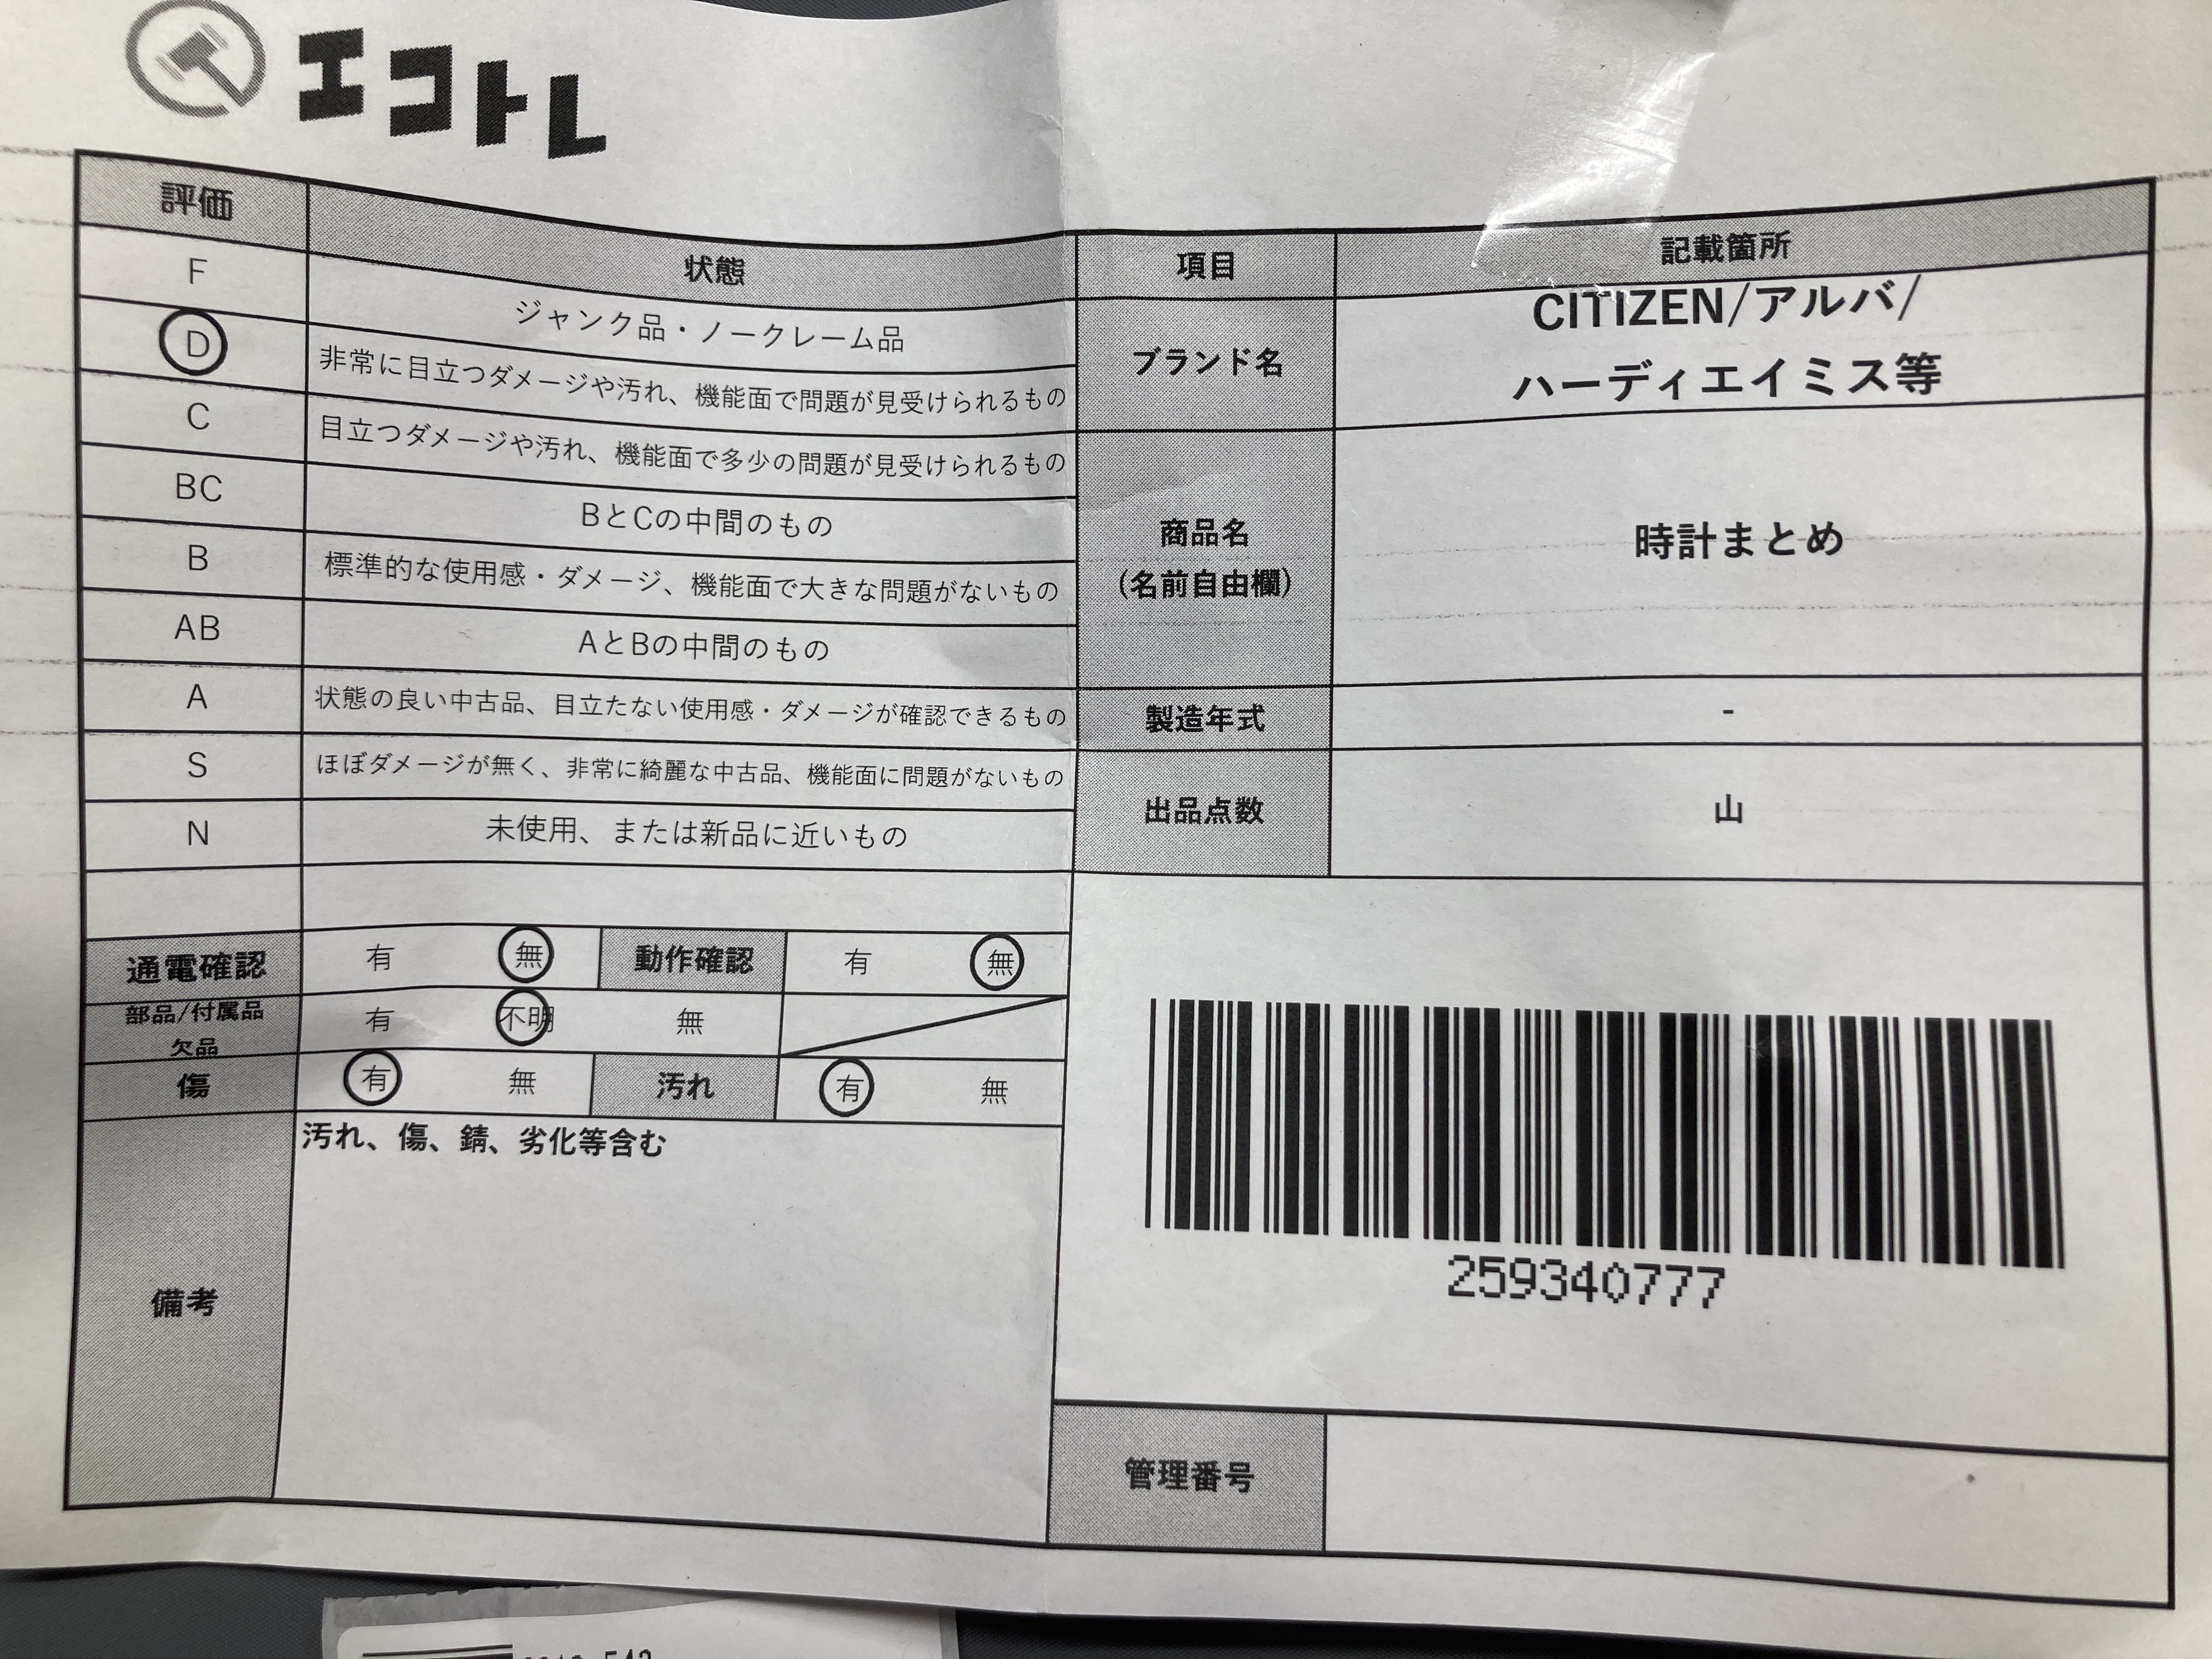 エコトレ
評価
状態
F
ジャンク品・ノークレーム品
D
非常に目立つダメージや汚れ、機能面で問題が見受けられるもの
C
目立つダメージや汚れ、機能面で多少の問題が見受けられるもの
BC
BとCの中間のもの
B
標準的な使用感・ダメージ、機能面で大きな問題がないもの
AB
AとBの中間のもの
A
状態の良い中古品、目立たない使用感・ダメージが確認できるもの
S
ほぼダメージが無く、非常に綺麗な中古品、機能面に問題がないもの
N
未使用、または新品に近いもの
通電確認 有 無 動作確認 有 無
部品/付属品
欠品
有 不明 無
傷 有 無 汚れ 有 無
備考
汚れ、傷、錆、劣化等含む
項目
記載箇所
ブランド名
CITIZEN/アルバ/
ハーディエイミス等
商品名
(名前自由欄)
時計まとめ
製造年式
-
出品点数
山
259340777
管理番号